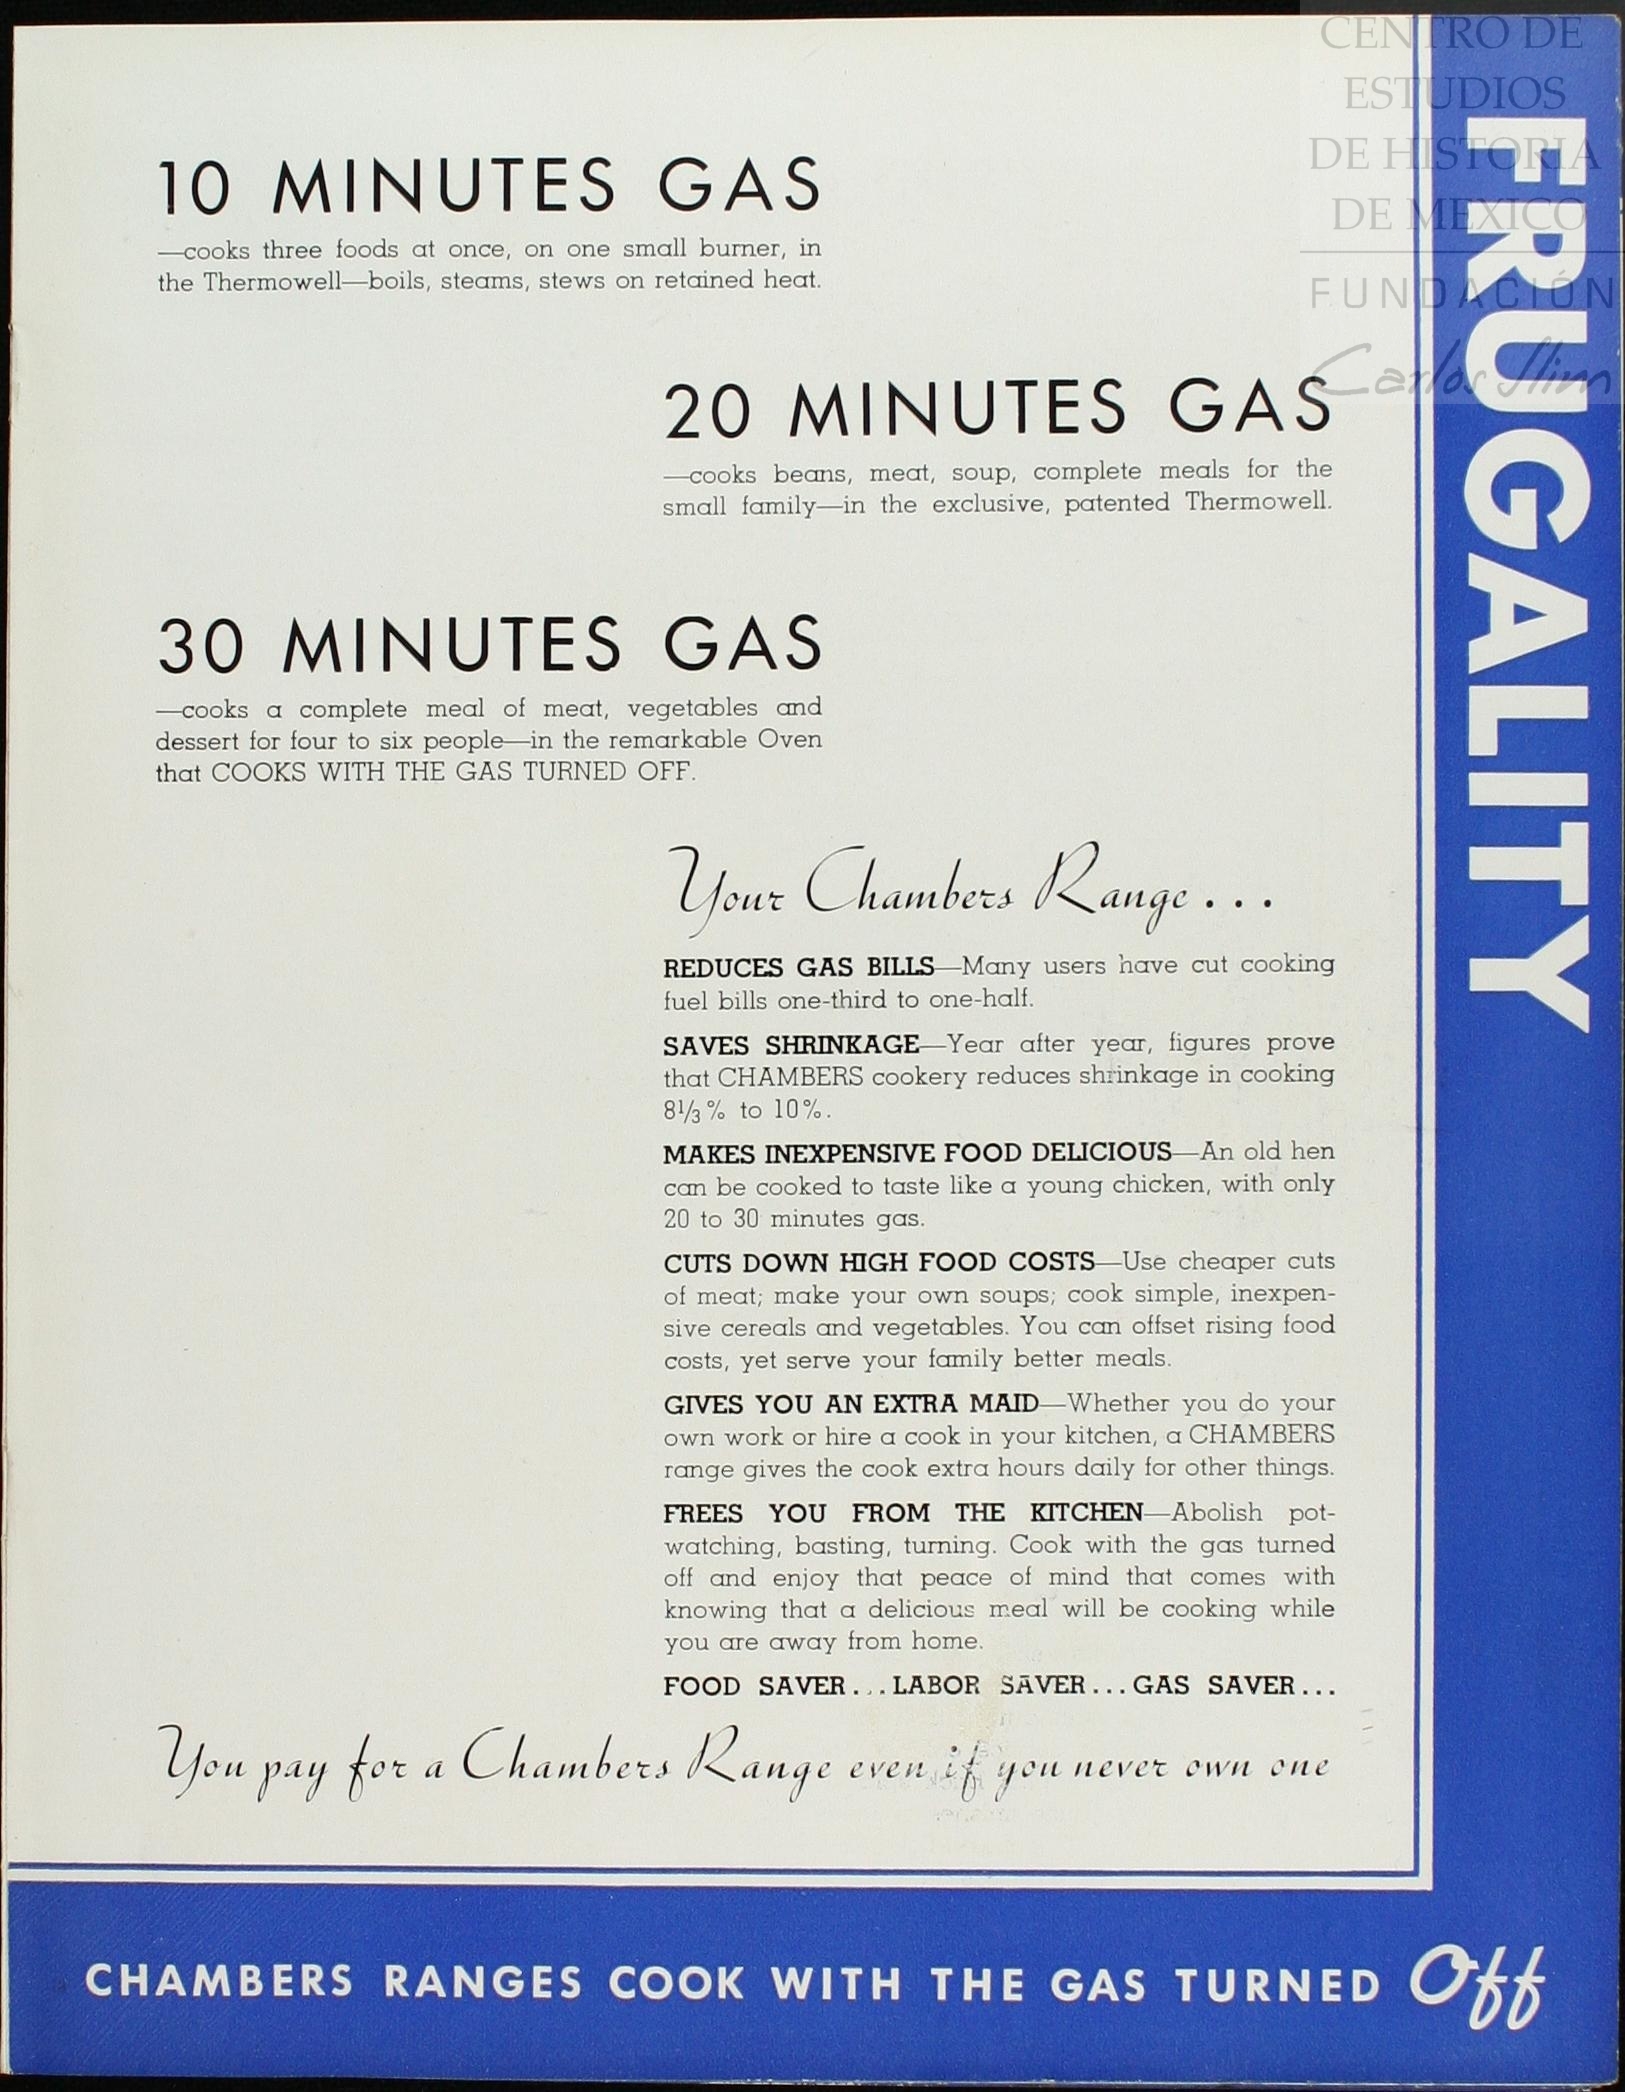 CENTRO DE
ESTUDIOS
DE HISTORIA
DE MEXICO
FUNDACIÓN
Carlos Slim
FRUGALITY
10 MINUTES GAS
—cooks three foods at once, on one small burner, in
the Thermowell—boils, steams, stews on retained heat.
20 MINUTES GAS
—cooks beans, meat, soup, complete meals for the
small family—in the exclusive, patented Thermowell.
30 MINUTES GAS
—cooks a complete meal of meat, vegetables and
dessert for four to six people—in the remarkable Oven
that COOKS WITH THE GAS TURNED OFF.
Your Chambers Range...
REDUCES GAS BILLS—Many users have cut cooking
fuel bills one-third to one-half.
SAVES SHRINKAGE—Year after year, figures prove
that CHAMBERS cookery reduces shrinkage in cooking
8⅓% to 10%.
MAKES INEXPENSIVE FOOD DELICIOUS—An old hen
can be cooked to taste like a young chicken, with only
20 to 30 minutes gas.
CUTS DOWN HIGH FOOD COSTS—Use cheaper cuts
of meat; make your own soups; cook simple, inexpen-
sive cereals and vegetables. You can offset rising food
costs, yet serve your family better meals.
GIVES YOU AN EXTRA MAID—Whether you do your
own work or hire a cook in your kitchen, a CHAMBERS
range gives the cook extra hours daily for other things.
FREES YOU FROM THE KITCHEN—Abolish pot-
watching, basting, turning. Cook with the gas turned
off and enjoy that peace of mind that comes with
knowing that a delicious meal will be cooking while
you are away from home.
FOOD SAVER...LABOR SAVER...GAS SAVER...
You pay for a Chambers Range even if you never own one
CHAMBERS RANGES COOK WITH THE GAS TURNED Off